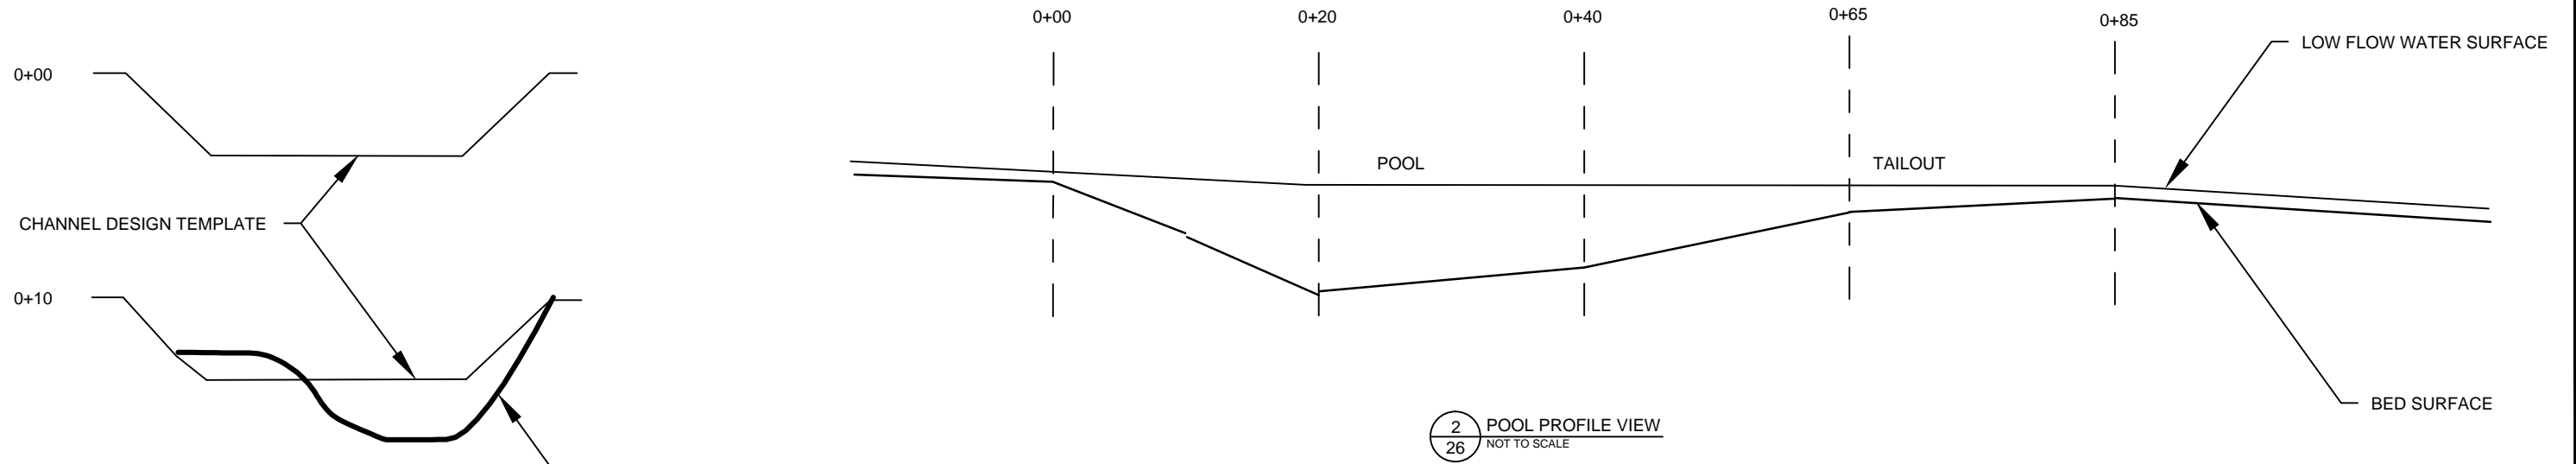 0+00
0+20
0+40
0+65
0+85
LOW FLOW WATER SURFACE
0+00
POOL
TAILOUT
CHANNEL DESIGN TEMPLATE
0+10
BED SURFACE
2
26
POOL PROFILE VIEW
NOT TO SCALE